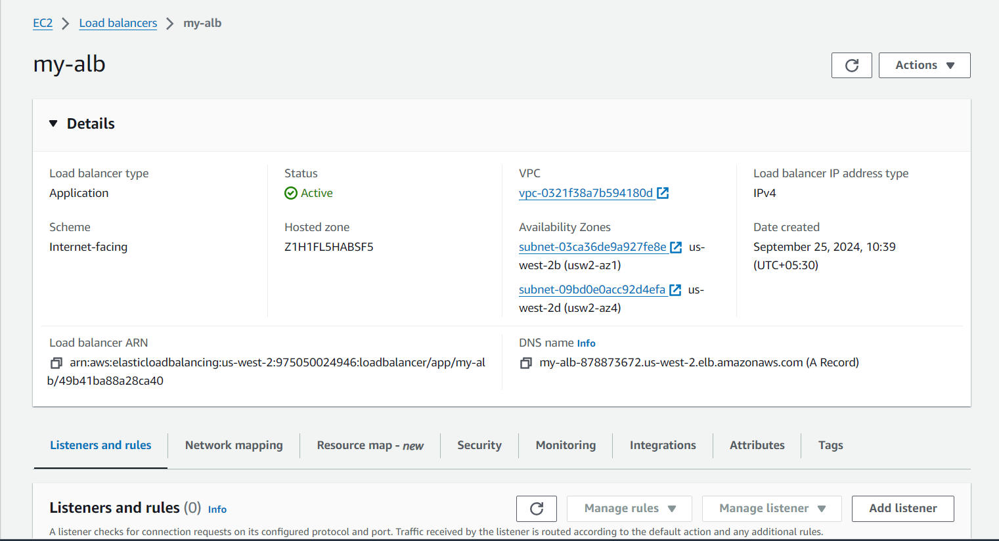 EC2 > Load balancers > my-alb
my-alb
Actions
Details
Load balancer type
Application
Status
Active
VPC
vpc-0321f38a7b594180d
Load balancer IP address type
IPv4
Scheme
Internet-facing
Hosted zone
Z1H1FL5HABSF5
Availability Zones
subnet-03ca36de9a927fe8e us-
west-2b (usw2-az1)
subnet-09bd0e0acc92d4efa us-
west-2d (usw2-az4)
Date created
September 25, 2024, 10:39
(UTC+05:30)
Load balancer ARN
arn:aws:elasticloadbalancing:us-west-2:975050024946:loadbalancer/app/my-al
b/49b41ba88a28ca40
DNS name Info
my-alb-878873672.us-west-2.elb.amazonaws.com (A Record)
Listeners and rules Network mapping Resource map - new Security Monitoring Integrations Attributes Tags
Listeners and rules (0) Info
Manage rules Manage listener Add listener
A listener checks for connection requests on its configured protocol and port. Traffic received by the listener is routed according to the default action and any additional rules.